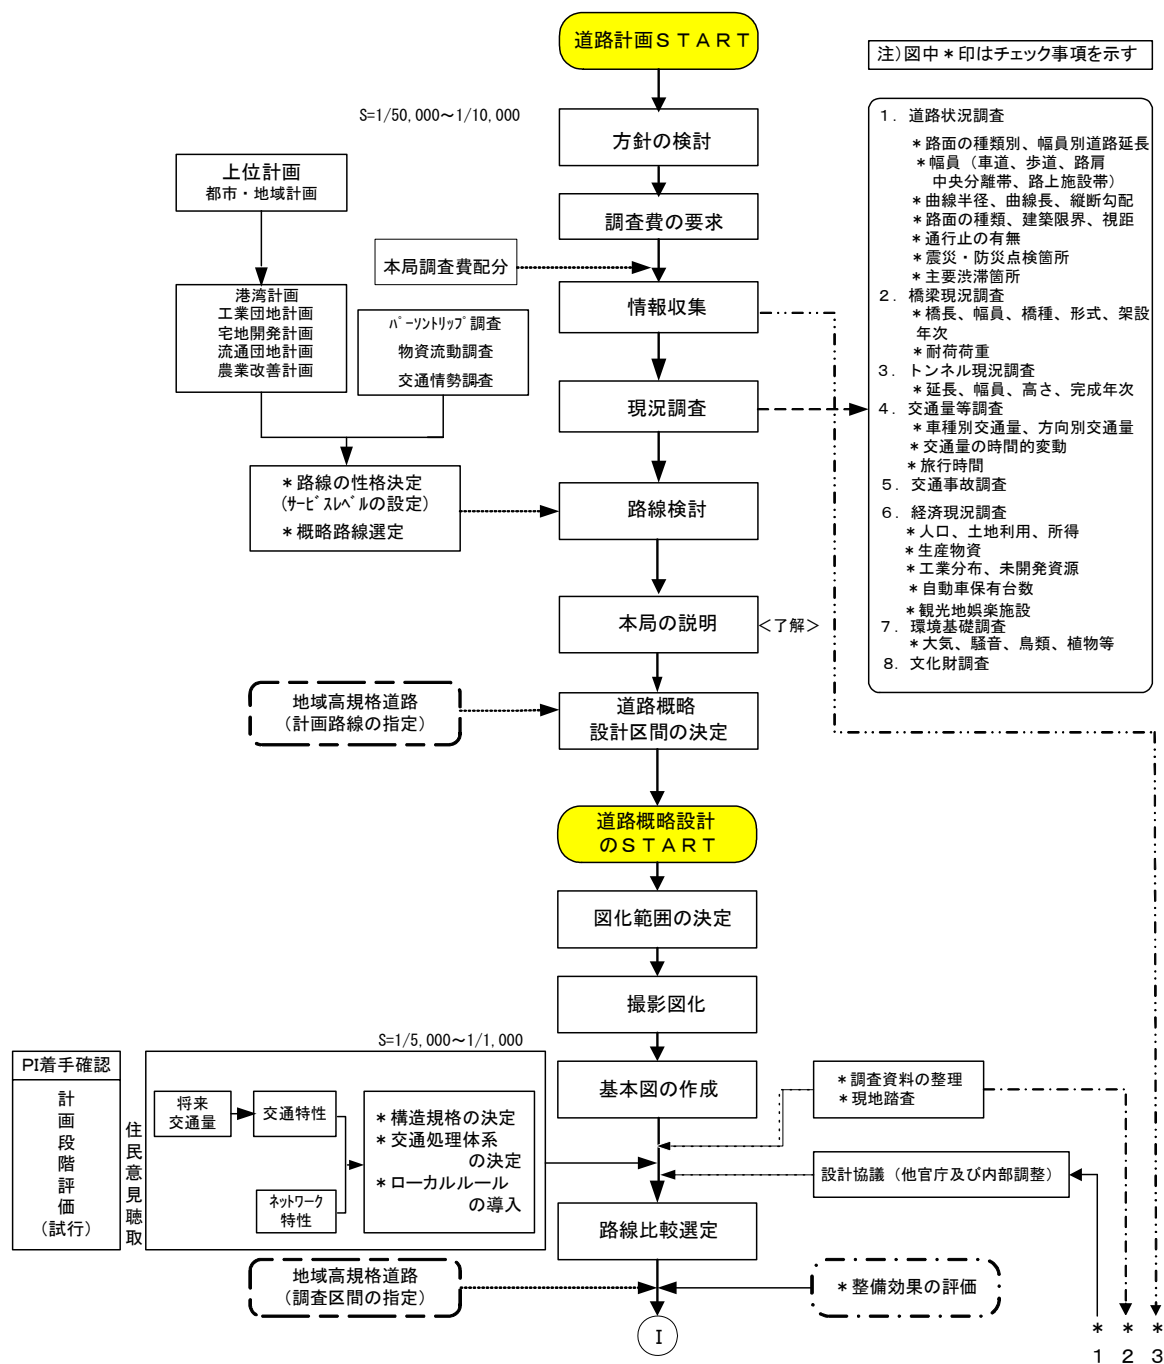 道路計画ＳＴＡＲＴ
注）図中＊印はチェック事項を示す
S=1/50,000～1/10,000
方針の検討
上位計画
都市・地域計画
調査費の要求
本局調査費配分
港湾計画
工業団地計画
宅地開発計画
流通団地計画
農業改善計画
ﾊﾟｰｿﾝﾄﾘｯﾌﾟ調査
物資流動調査
交通情勢調査
情報収集
現況調査
＊路線の性格決定
(ｻｰﾋﾞｽﾚﾍﾞﾙの設定)
＊概略路線選定
路線検討
本局の説明
＜了解＞
地域高規格道路
(計画路線の指定)
道路概略
設計区間の決定
１．道路状況調査
＊路面の種類別、幅員別道路延長
＊幅員（車道、歩道、路肩
中央分離帯、路上施設帯）
＊曲線半径、曲線長、縦断勾配
＊路面の種類、建築限界、視距
＊通行止の有無
＊震災・防災点検箇所
＊主要渋滞箇所
２．橋梁現況調査
＊橋長、幅員、橋種、形式、架設
年次
＊耐荷荷重
３．トンネル現況調査
＊延長、幅員、高さ、完成年次
４．交通量等調査
＊車種別交通量、方向別交通量
＊交通量の時間的変動
＊旅行時間
５．交通事故調査
６．経済現況調査
＊人口、土地利用、所得
＊生産物資
＊工業分布、未開発資源
＊自動車保有台数
＊観光地娯楽施設
７．環境基礎調査
＊大気、騒音、鳥類、植物等
８．文化財調査
道路概略設計
のＳＴＡＲＴ
図化範囲の決定
撮影図化
S=1/5,000～1/1,000
基本図の作成
PI着手確認
計画段階評価
(試行)
住民意見聴取
将来
交通量
交通特性
ﾈｯﾄﾜｰｸ
特性
＊構造規格の決定
＊交通処理体系
の決定
＊ローカルルール
の導入
＊調査資料の整理
＊現地踏査
設計協議（他官庁及び内部調整）
路線比較選定
地域高規格道路
(調査区間の指定)
＊整備効果の評価
I
＊ ＊ ＊
１ ２ ３